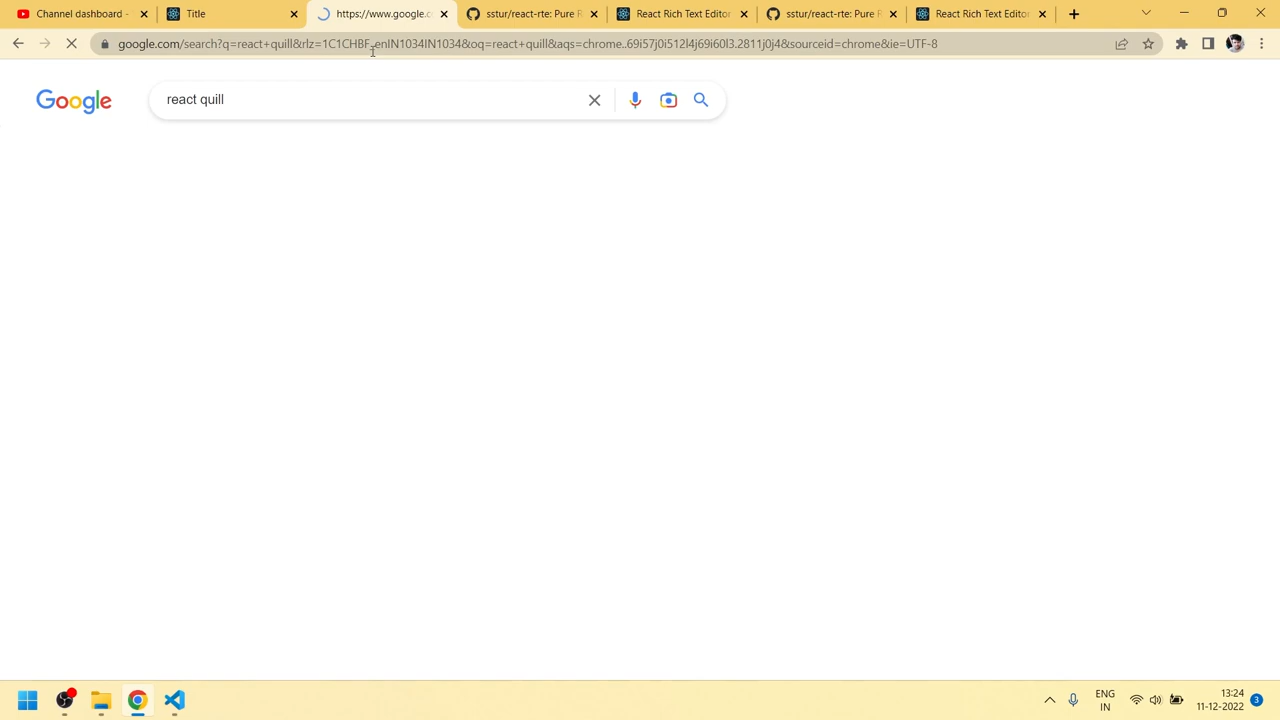 Channel dashboard -
Title
https://www.google.c
sstur/react-rte: Pure R
React Rich Text Editor
sstur/react-rte: Pure F
React Rich Text Editor
google.com/search?q=react+quill&rlz=1C1CHBF_enIN1034IN1034&oq=react+quill&aqs=chrome..69i57j0i512l4j69i60l3.2811j0j4&sourceid=chrome&ie=UTF-8
Google
react quill
ENG
IN
13:24
11-12-2022
3